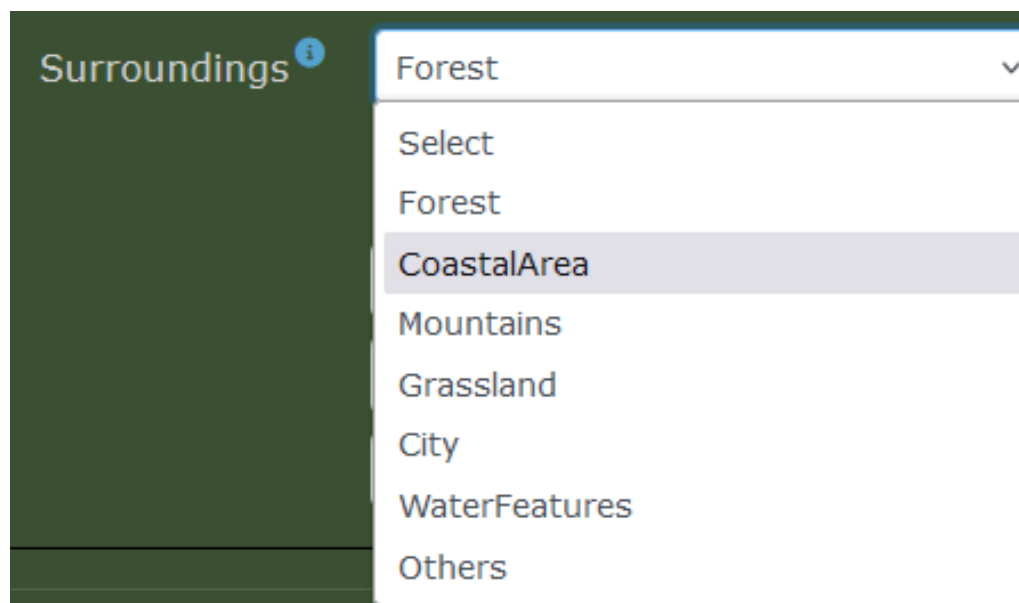 Surroundings
Forest
Select
Forest
CoastalArea
Mountains
Grassland
City
WaterFeatures
Others